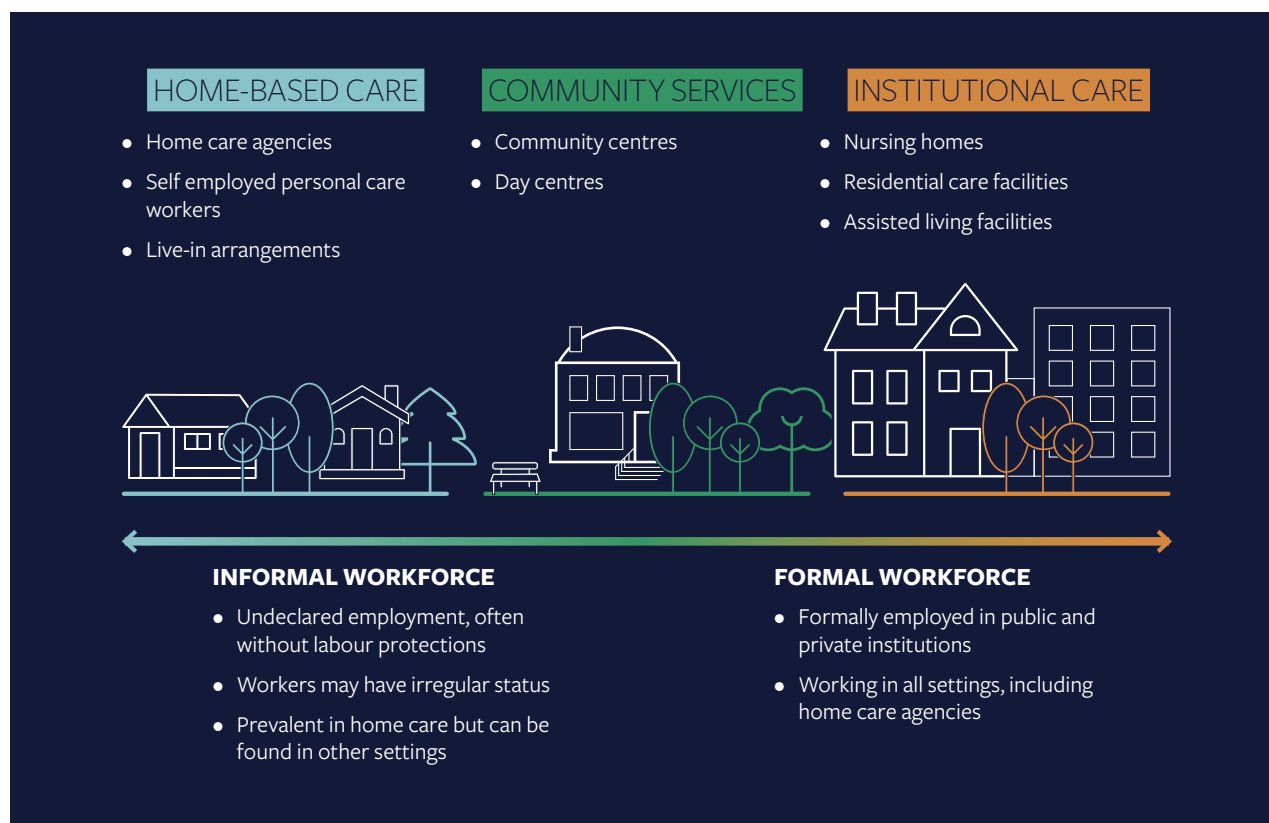 HOME-BASED CARE
• Home care agencies
• Self employed personal care
workers
• Live-in arrangements
COMMUNITY SERVICES
• Community centres
• Day centres
INSTITUTIONAL CARE
• Nursing homes
• Residential care facilities
• Assisted living facilities
INFORMAL WORKFORCE
• Undeclared employment, often
without labour protections
• Workers may have irregular status
• Prevalent in home care but can be
found in other settings
FORMAL WORKFORCE
• Formally employed in public and
private institutions
• Working in all settings, including
home care agencies